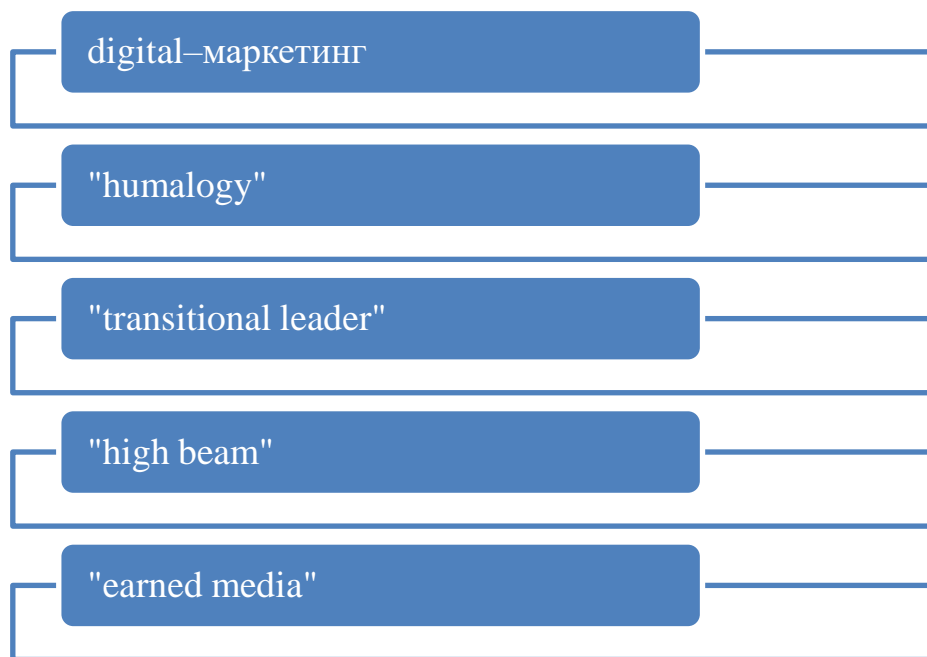 digital–маркетинг
"humalogy"
"transitional leader"
"high beam"
"earned media"